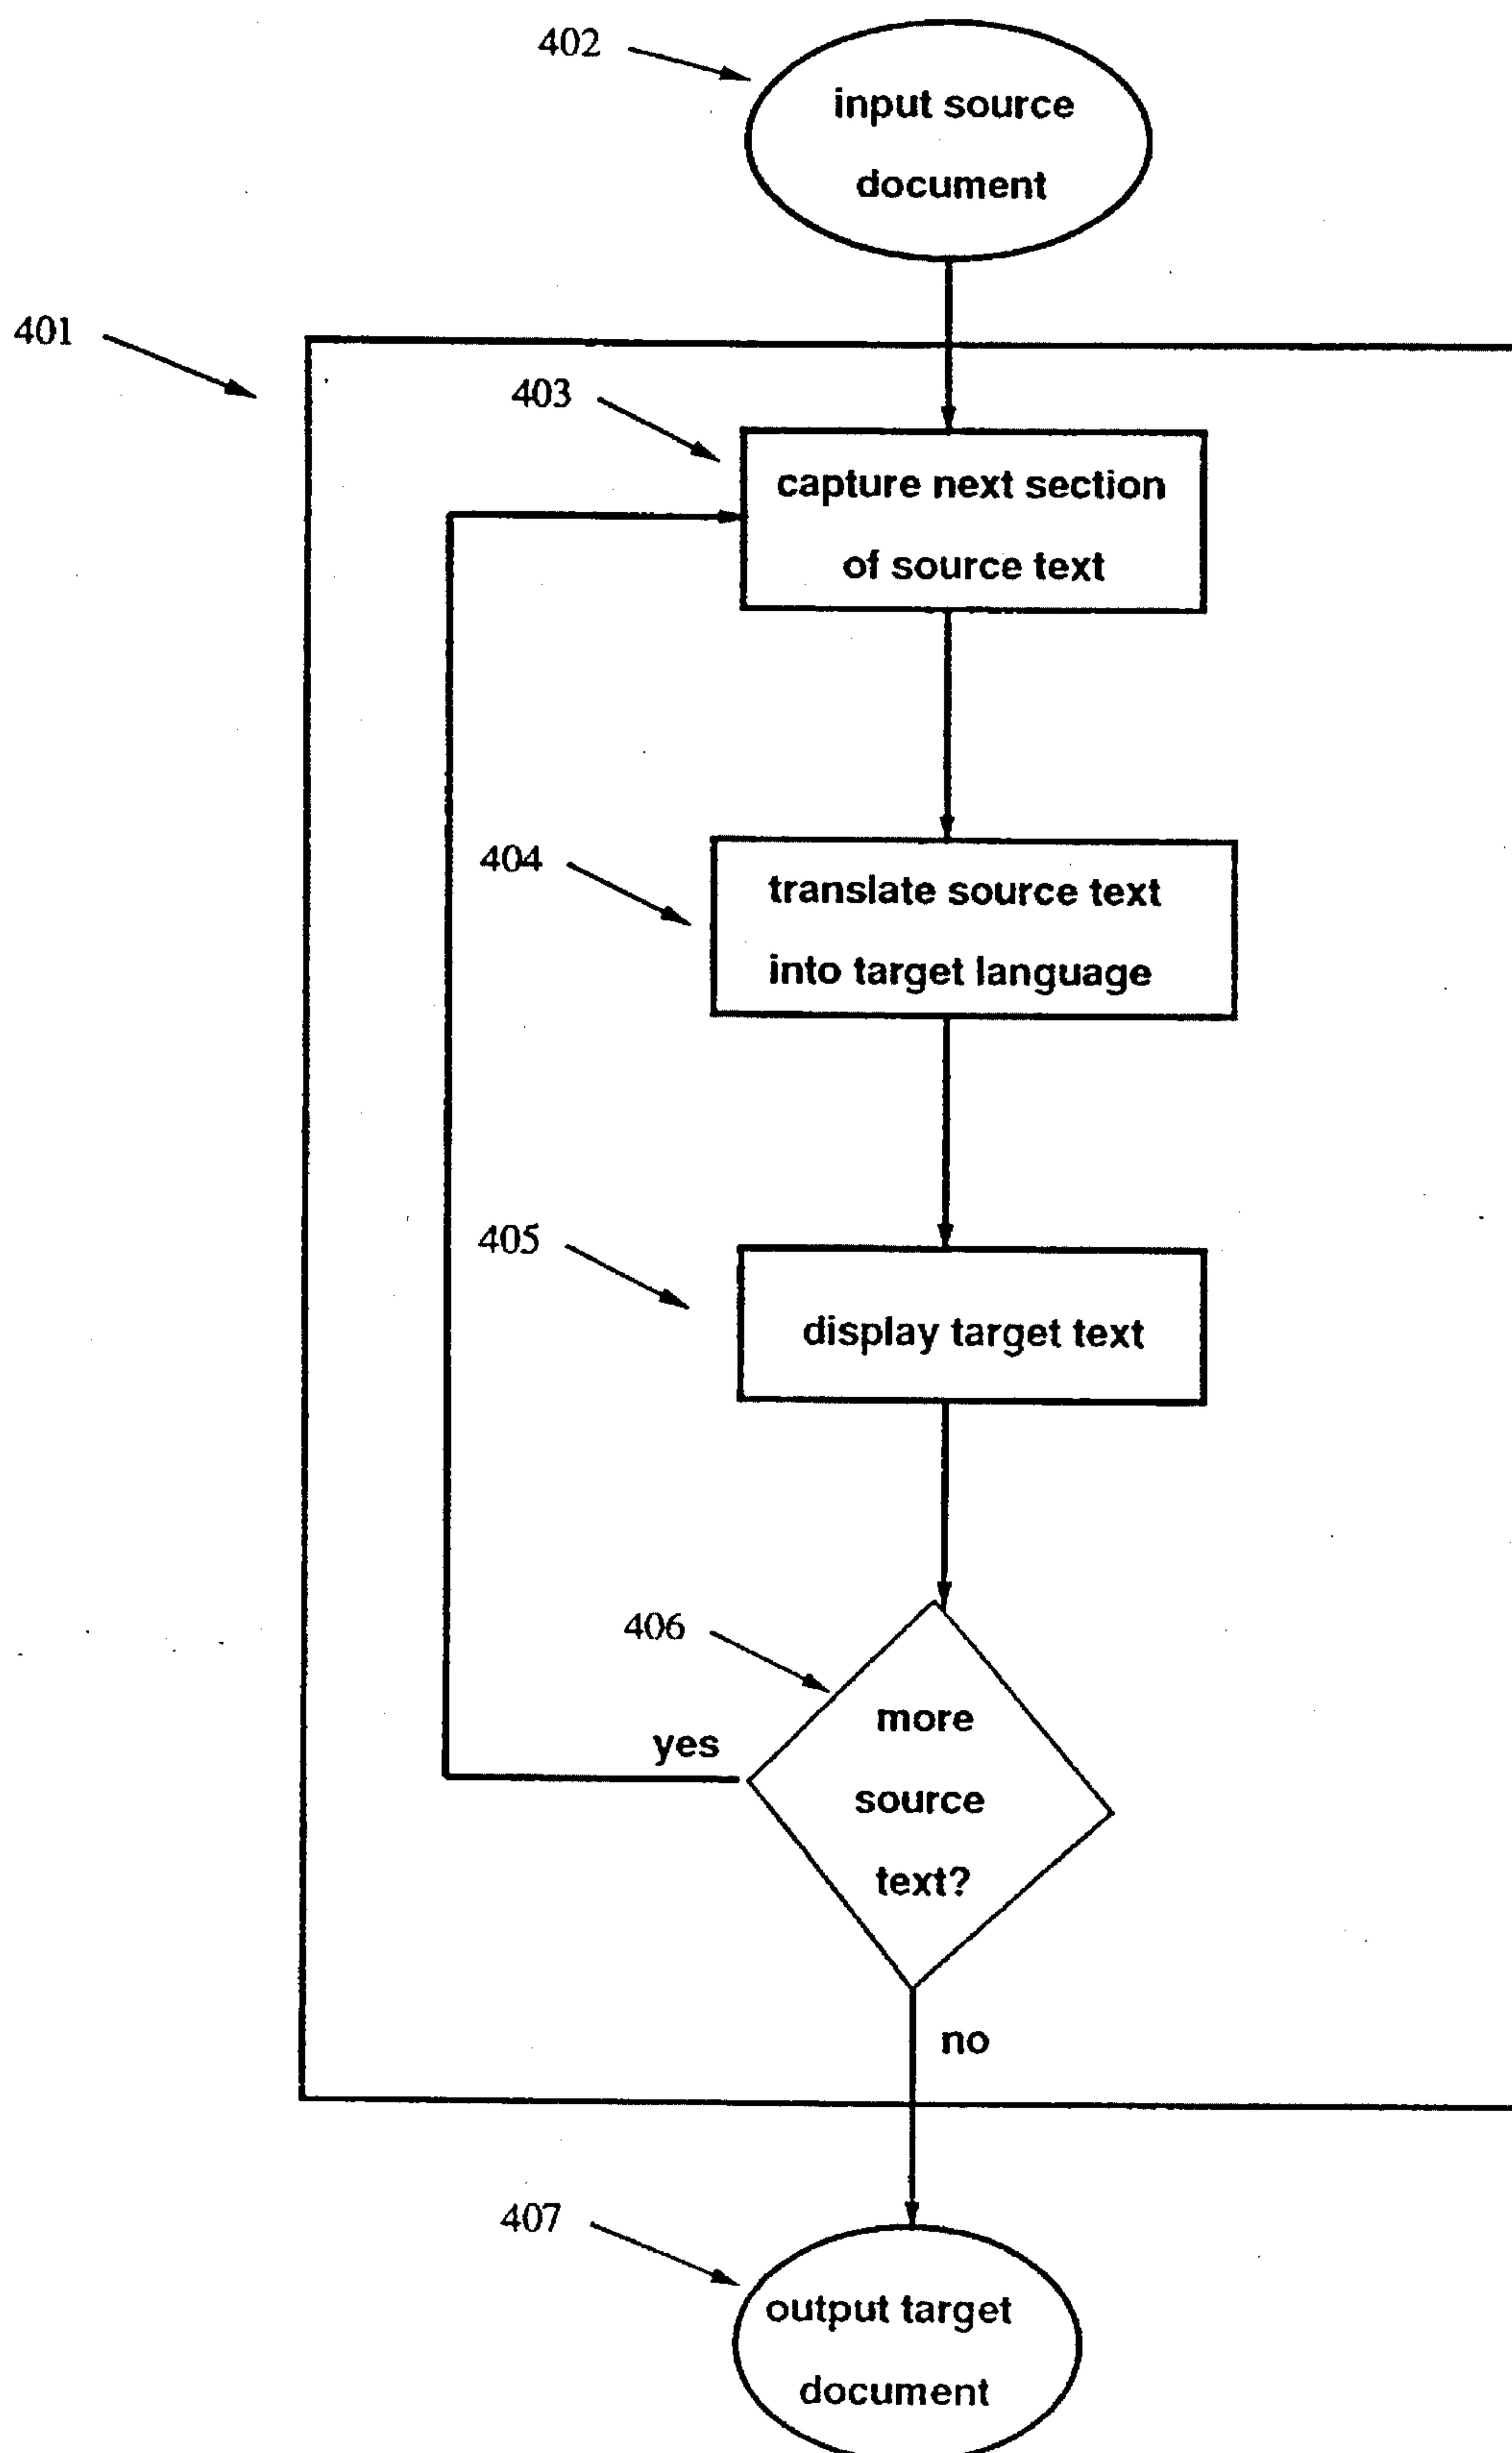 402
input source
document
401
403
capture next section
of source text
404
translate source text
into target language
405
display target text
406
more
yes
source
text?
no
407
output target
document